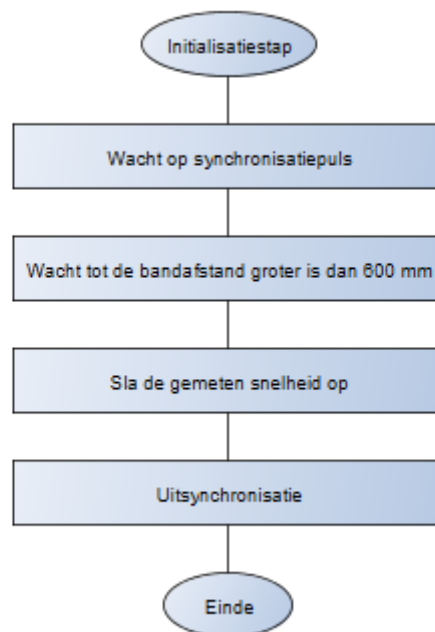 Initialisatiestap
Wacht op synchronisatiepuls
Wacht tot de bandafstand groter is dan 600 mm
Sla de gemeten snelheid op
Uitsynchronisatie
Einde